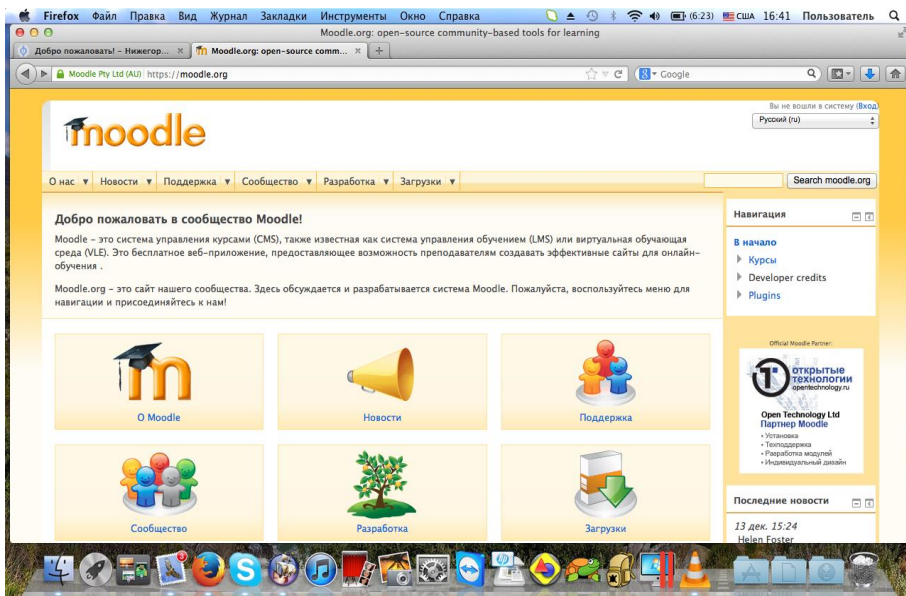 Firefox Файл Правка Вид Журнал Закладки Инструменты Окно Справка (6:23) США 16:41 Пользователь
Moodle.org: open-source community-based tools for learning
Добро пожаловать! – Нижегор... Moodle.org: open-source comm...
Moodle Pty Ltd (AU) https://moodle.org Google
Вы не вошли в систему (Вход)
Русский (ru)
moodle
О нас Новости Поддержка Сообщество Разработка Загрузки Search moodle.org
Добро пожаловать в сообщество Moodle!
Moodle – это система управления курсами (CMS), также известная как система управления обучением (LMS) или виртуальная обучающая
среда (VLE). Это бесплатное веб-приложение, предоставляющее возможность преподавателям создавать эффективные сайты для онлайн-
обучения .
Moodle.org – это сайт нашего сообщества. Здесь обсуждается и разрабатывается система Moodle. Пожалуйста, воспользуйтесь меню для
навигации и присоединяйтесь к нам!
О Moodle
Новости
Поддержка
Сообщество
Разработка
Загрузки
Навигация
В начало
Курсы
Developer credits
Plugins
Official Moodle Partner:
открытые
технологии
opentechnology.ru
Open Technology Ltd
Партнер Moodle
• Установка
• Техподдержка
• Разработка модулей
• Индивидуальный дизайн
Последние новости
13 дек. 15:24
Helen Foster